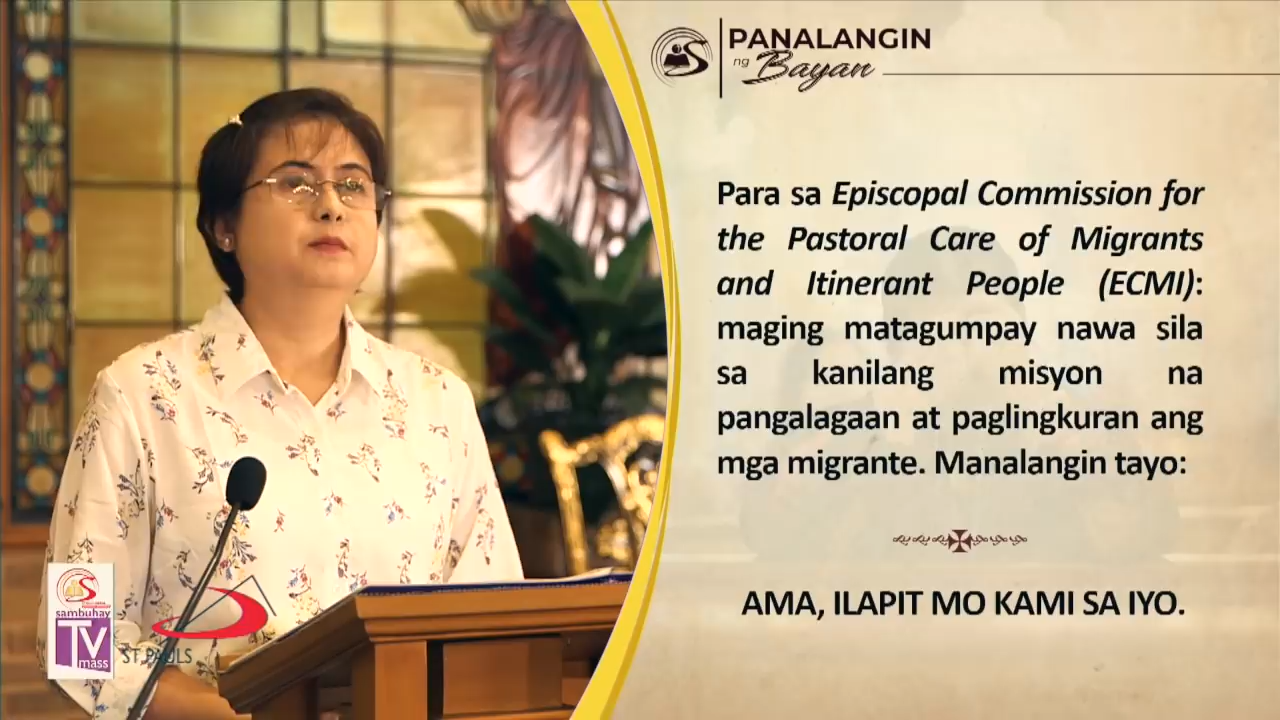 PANALANGIN
ng Bayan
Para sa Episcopal Commission for
the Pastoral Care of Migrants
and Itinerant People (ECMI):
maging matagumpay nawa sila
sa kanilang misyon na
pangalagaan at paglingkuran ang
mga migrante. Manalangin tayo:
AMA, ILAPIT MO KAMI SA IYO.
sambuhay
TV
mass
ST PAULS